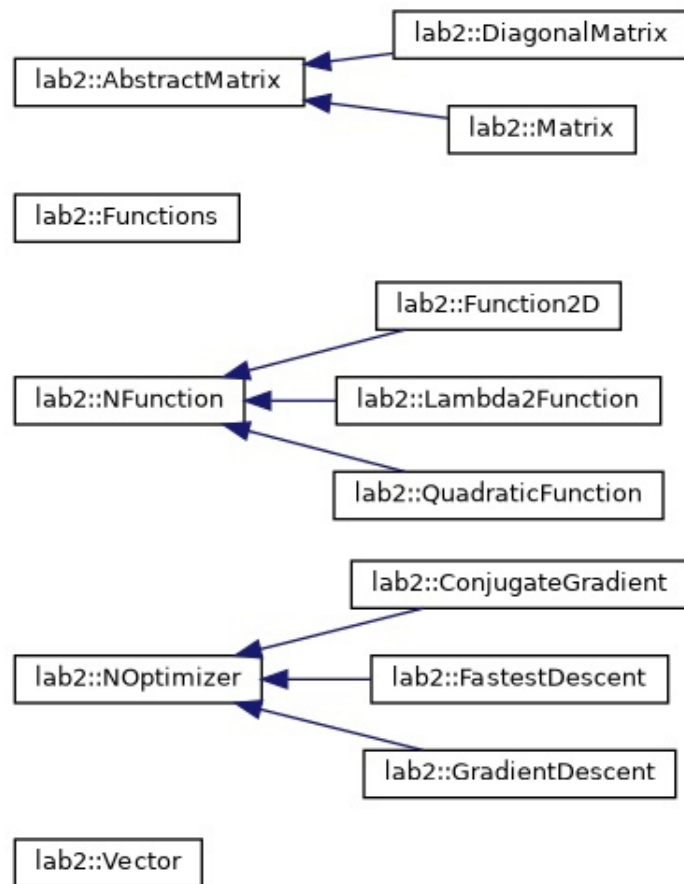 lab2::DiagonalMatrix
lab2::AbstractMatrix
lab2::Matrix
lab2::Functions
lab2::Function2D
lab2::NFunction
lab2::Lambda2Function
lab2::QuadraticFunction
lab2::ConjugateGradient
lab2::NOptimizer
lab2::FastestDescent
lab2::GradientDescent
lab2::Vector